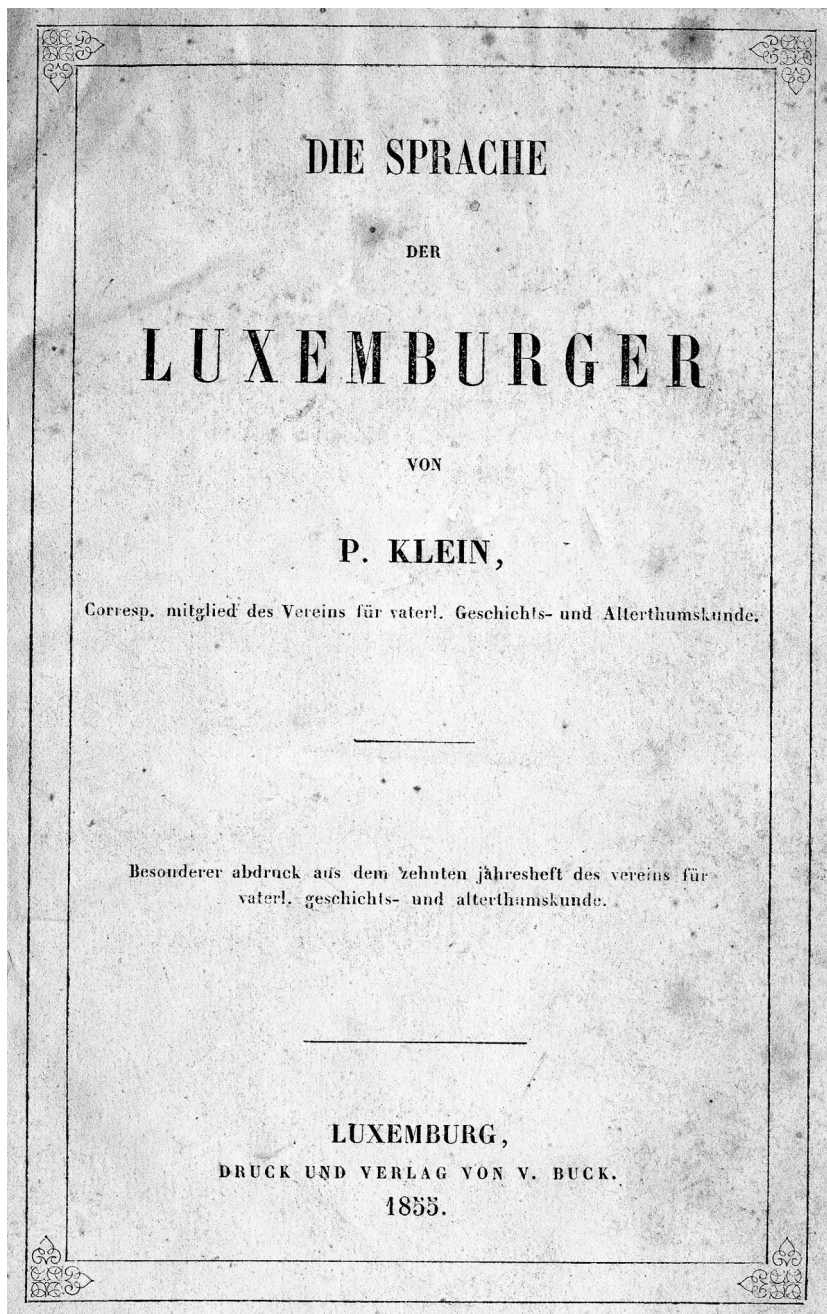 DIE SPRACHE
DER
LUXEMBURGER
VON
P. KLEIN,
Corresp. mitglied des Vereins für vaterl. Geschichts- und Alterthumskunde.
Besonderer abdruck aus dem zehnten jahresheft des vereins für
vaterl. geschichts- und alterthumskunde.
LUXEMBURG,
DRUCK UND VERLAG VON V. BUCK.
1855.